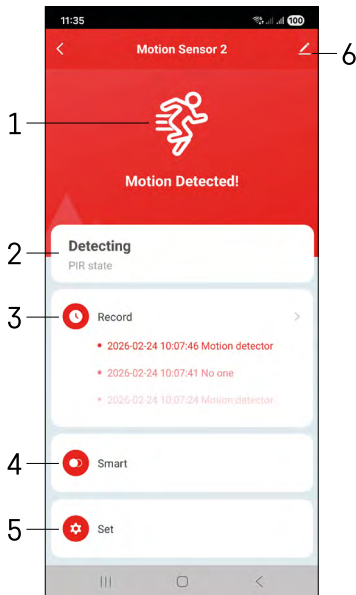 11:35
100
Motion Sensor 2
6
1
Motion Detected!
2
Detecting
PIR state
3
Record
2026-02-24 10:07:46 Motion detector
2026-02-24 10:07:41 No one
2026-02-24 10:07:24 Motion detector
4
Smart
5
Set